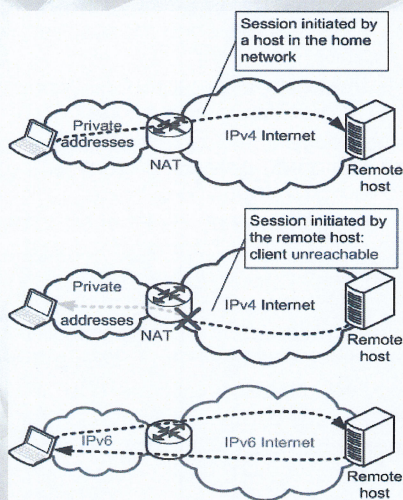 Session initiated by
a host in the home
network
Private
addresses
IPv4 Internet
NAT
Remote
host
Session initiated by
the remote host:
client unreachable
Private
IPv4 Internet
addresses
NAT
Remote
host
IPv6
IPv6 Internet
Remote
host